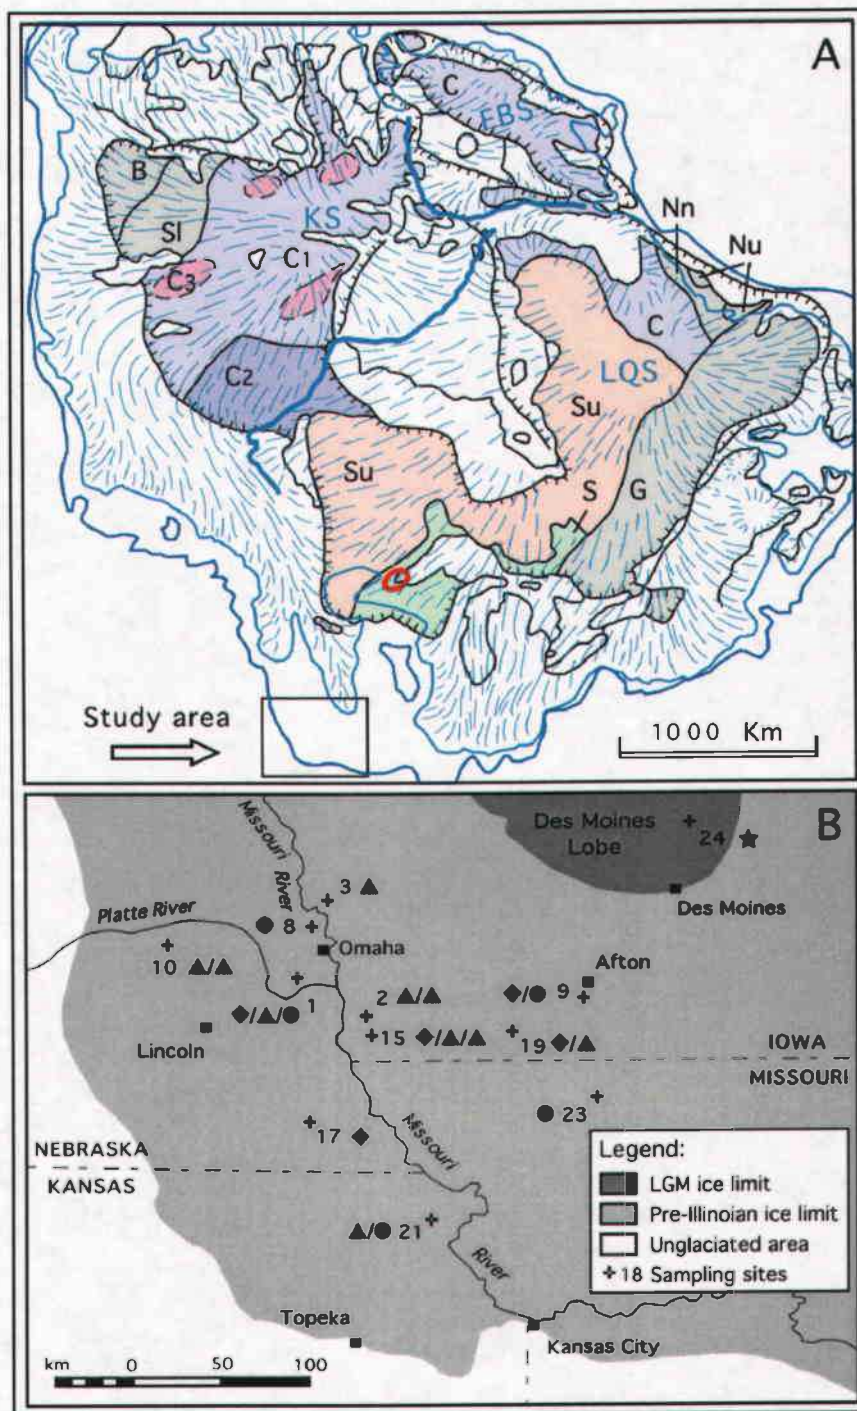 A
C
FBS
B
Sl
KS
C1
C3
C2
Nn
Nu
C
LQS
Su
Su
S
G
Study area
1000 Km
B
Missouri
River
Des Moines
Lobe
24
Des Moines
3
Platte River
8
Omaha
10
Afton
9
2
1
Lincoln
15
19
IOWA
MISSOURI
23
17
Missouri
NEBRASKA
KANSAS
21
River
Legend:
LGM ice limit
Pre-Illinoian ice limit
Unglaciated area
18 Sampling sites
Topeka
Kansas City
km 0 50 100